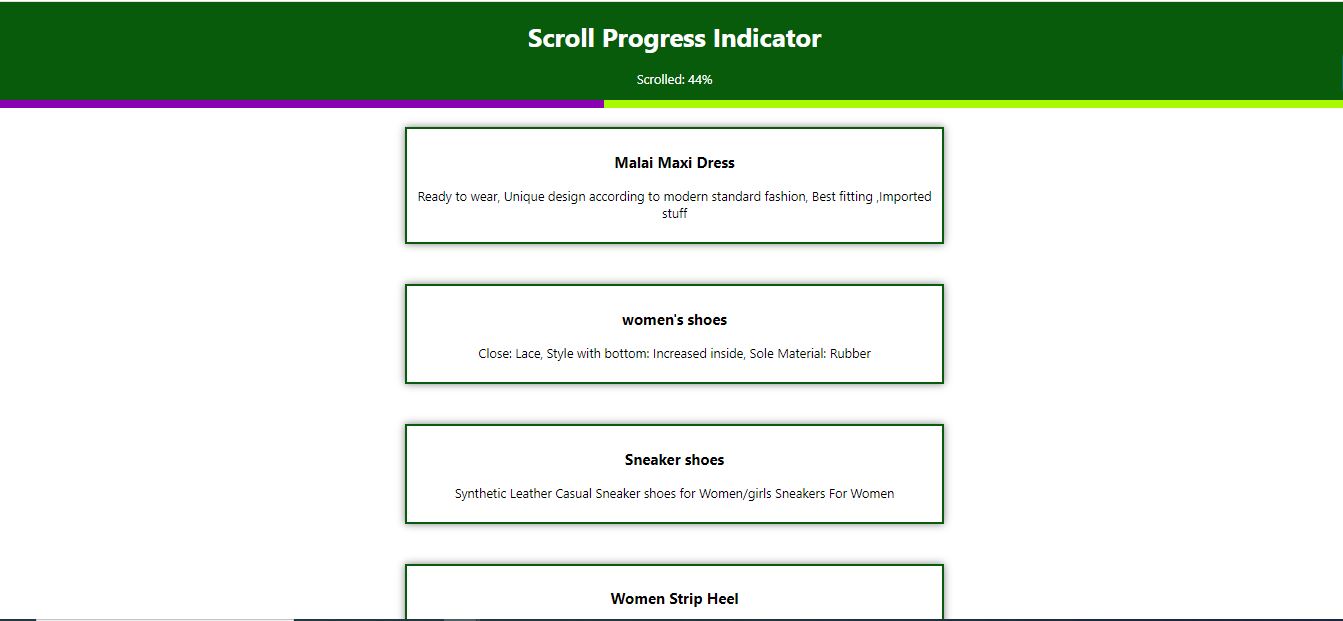 Scroll Progress Indicator
Scrolled: 44%
Malai Maxi Dress
Ready to wear, Unique design according to modern standard fashion, Best fitting ,Imported
stuff
women's shoes
Close: Lace, Style with bottom: Increased inside, Sole Material: Rubber
Sneaker shoes
Synthetic Leather Casual Sneaker shoes for Women/girls Sneakers For Women
Women Strip Heel